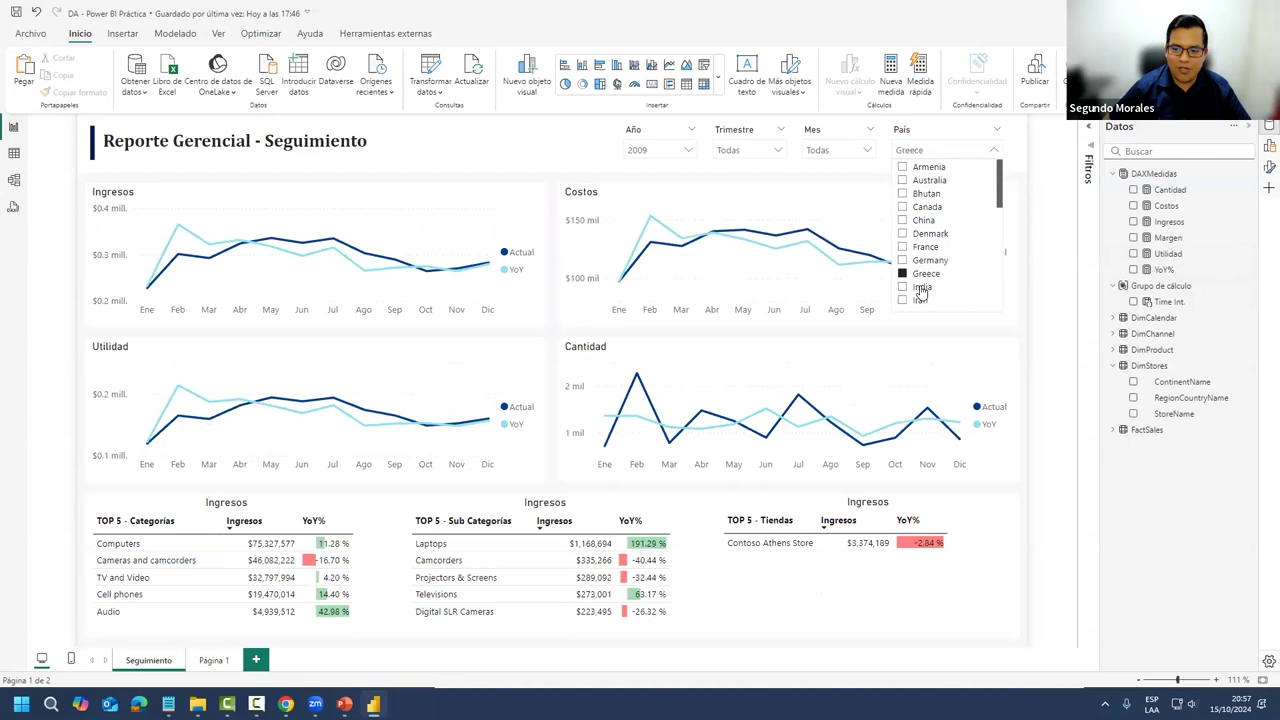 DA - Power BI Práctica • Guardado por última vez: Hoy a las 17:46
Archivo Inicio Insertar Modelado Ver Optimizar Ayuda Herramientas externas
Pegar
Cortar
Copia
Copiar formato
Portapapeles
Obtener datos
Libro de Excel
Centro de datos de OneLake
SQL Server
Introducir datos
Dataverse
Orígenes recientes
Datos
Transformar datos
Actualizar
Consultas
Nuevo objeto visual
Cuadro de texto
Más objetos visuales
Insertar
Nuevo cálculo visual
Nueva medida
Medida rápida
Cálculos
Confidencialidad
Confidencialidad
Publicar
Compartir
Segundo Morales
Reporte Gerencial - Seguimiento
Año
2009
Trimestre
Todas
Mes
Todas
País
Greece
Armenia
Australia
Bhutan
Canada
China
Denmark
France
Germany
Greece
India
Ingresos
$0.4 mill.
$0.3 mill.
$0.2 mill.
Actual
YoY
Ene Feb Mar Abr May Jun Jul Ago Sep Oct Nov Dic
Costos
$150 mil
$100 mil
Ene Feb Mar Abr May Jun Jul Ago Sep
Utilidad
$0.2 mill.
$0.1 mill.
Actual
YoY
Ene Feb Mar Abr May Jun Jul Ago Sep Oct Nov Dic
Cantidad
2 mil
1 mil
Actual
YoY
Ene Feb Mar Abr May Jun Jul Ago Sep Oct Nov Dic
Ingresos
TOP 5 - Categorías Ingresos YoY%
Computers $75,327,577 11.28 %
Cameras and camcorders $46,082,222 -16.70 %
TV and Video $32,797,994 4.20 %
Cell phones $19,470,014 14.40 %
Audio $4,939,512 42.98 %
Ingresos
TOP 5 - Sub Categorías Ingresos YoY%
Laptops $1,168,694 191.29 %
Camcorders $335,266 -40.44 %
Projectors & Screens $289,092 -32.44 %
Televisions $273,001 63.17 %
Digital SLR Cameras $223,495 -26.32 %
Ingresos
TOP 5 - Tiendas Ingresos YoY%
Contoso Athens Store $3,374,189 -2.84 %
Filtros
Datos
Buscar
DAXMedidas
Cantidad
Costos
Ingresos
Margen
Utilidad
YoY%
Grupo de cálculo
Time Int.
DimCalendar
DimChannel
DimProduct
DimStores
ContinentName
RegionCountryName
StoreName
FactSales
Seguimiento Página 1
Página 1 de 2
111 %
ESP
LAA
20:57
15/10/2024